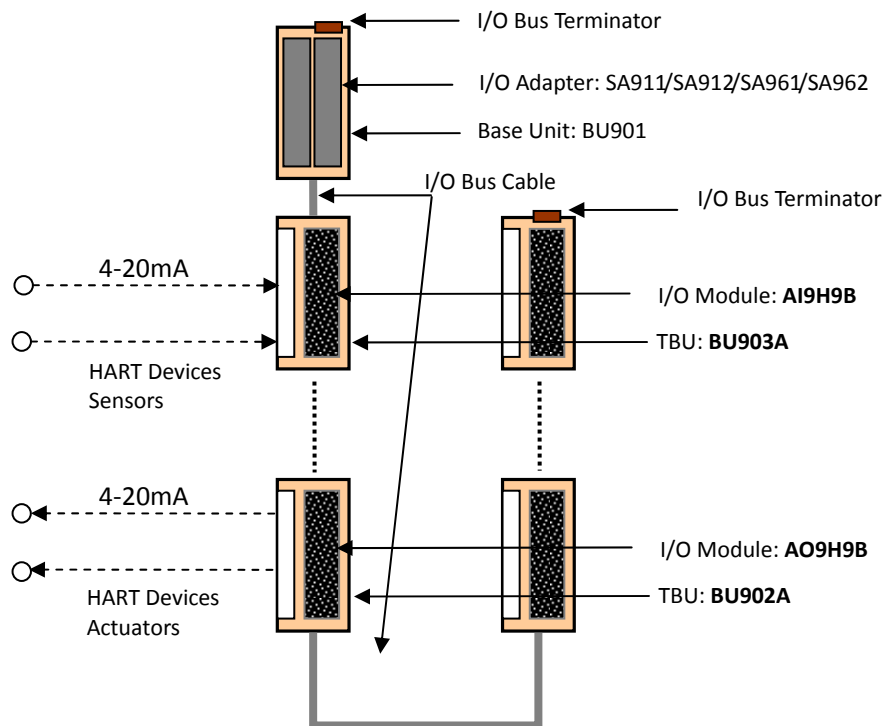 I/O Bus Terminator
I/O Adapter: SA911/SA912/SA961/SA962
Base Unit: BU901
I/O Bus Cable
I/O Bus Terminator
4-20mA
I/O Module: AI9H9B
TBU: BU903A
HART Devices
Sensors
4-20mA
I/O Module: AO9H9B
TBU: BU902A
HART Devices
Actuators